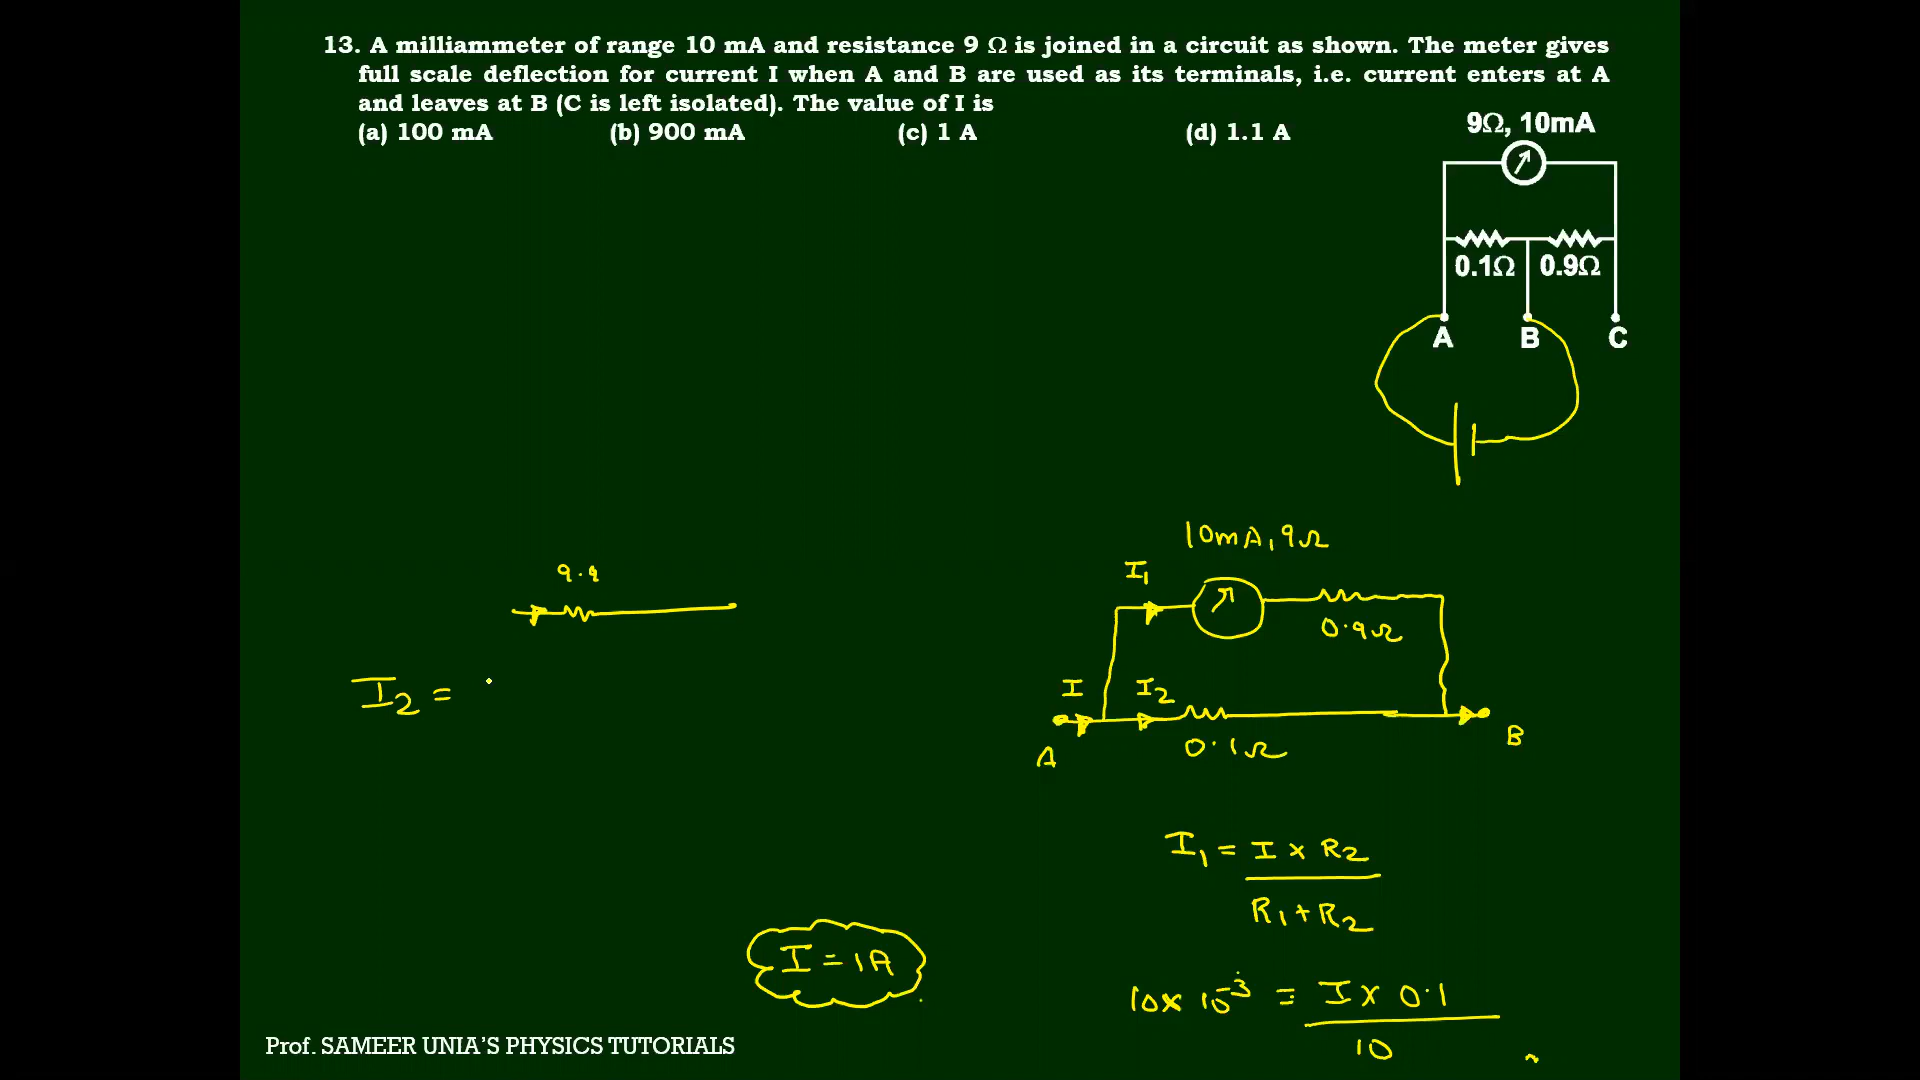 13. A milliammeter of range 10 mA and resistance 9 Ω is joined in a circuit as shown. The meter gives
full scale deflection for current I when A and B are used as its terminals, i.e. current enters at A
and leaves at B (C is left isolated). The value of I is
(a) 100 mA (b) 900 mA (c) 1 A (d) 1.1 A
9Ω, 10mA
0.1Ω 0.9Ω
A B C
10mA, 9Ω
I₁
9.9
0.9Ω
I₂ =
I I₂
0.1Ω
A B
I₁ = I × R₂
R₁ + R₂
I = 1A
10 × 10⁻³ = I × 0.1
10
Prof. SAMEER UNIA'S PHYSICS TUTORIALS